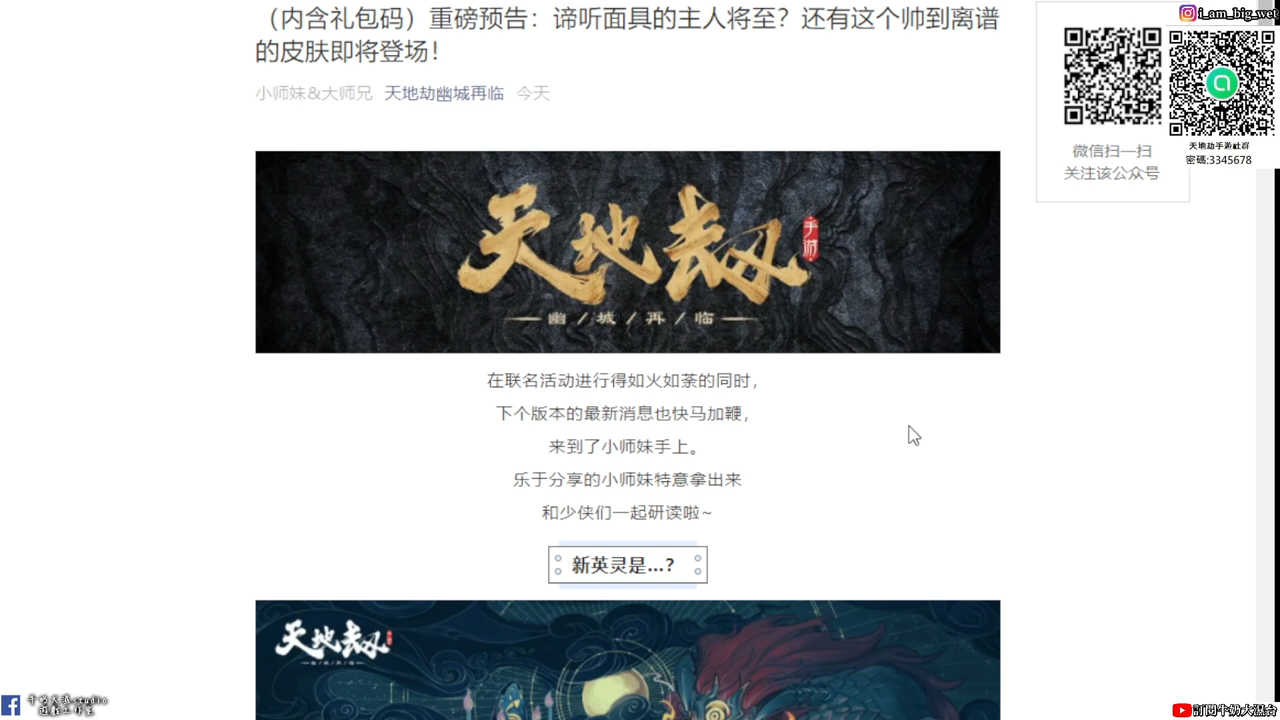 （内含礼包码）重磅预告：谛听面具的主人将至？还有这个帅到离谱
的皮肤即将登场！
小师妹&大师兄 天地劫幽城再临 今天
天地劫
手游
幽/城/再/临
在联名活动进行得如火如荼的同时，
下个版本的最新消息也快马加鞭，
来到了小师妹手上。
乐于分享的小师妹特意拿出来
和少侠们一起研读啦~
新英灵是...?
天地劫
微信扫一扫
关注该公众号
i_am_big_wet
天地劫手游社群
密碼:3345678
studio
遊戲工作室
訂閱牛奶大濕